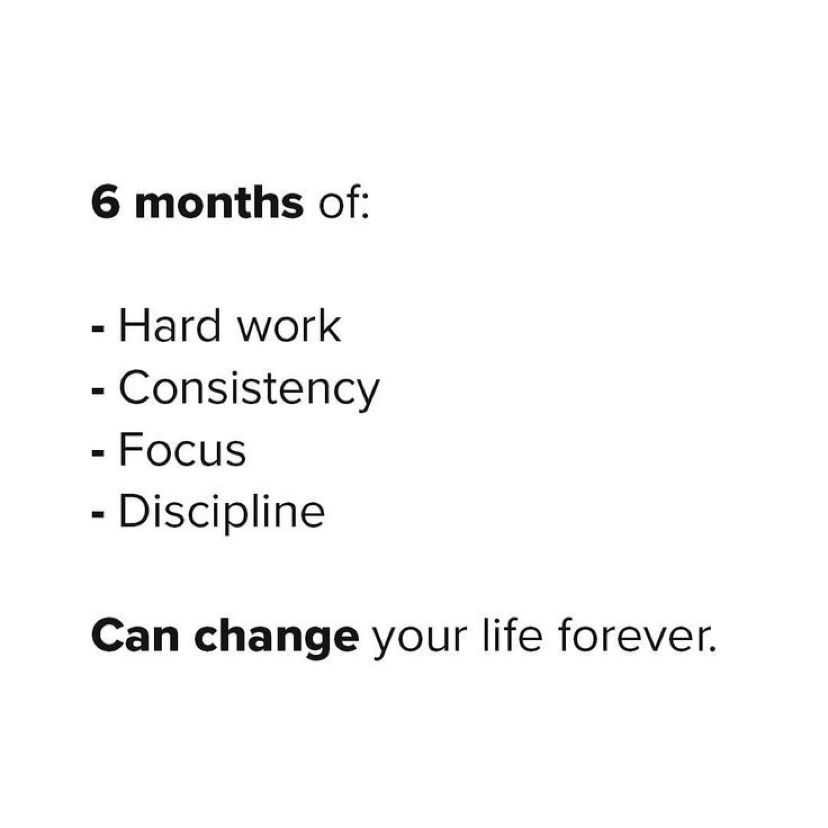 6 months of:
- Hard work
- Consistency
- Focus
- Discipline
Can change your life forever.